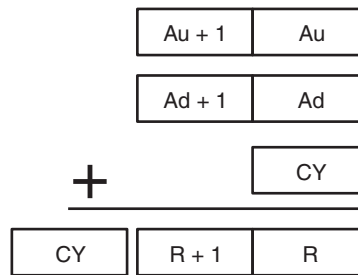 Au + 1 Au
Ad + 1 Ad
CY
+
CY R + 1 R